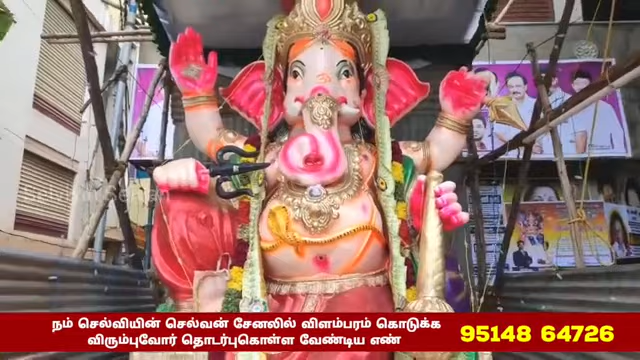 நம் செல்வியின் செல்வன் சேனலில் விளம்பரம் கொடுக்க
விரும்புவோர் தொடர்புகொள்ள வேண்டிய எண்
95148 64726